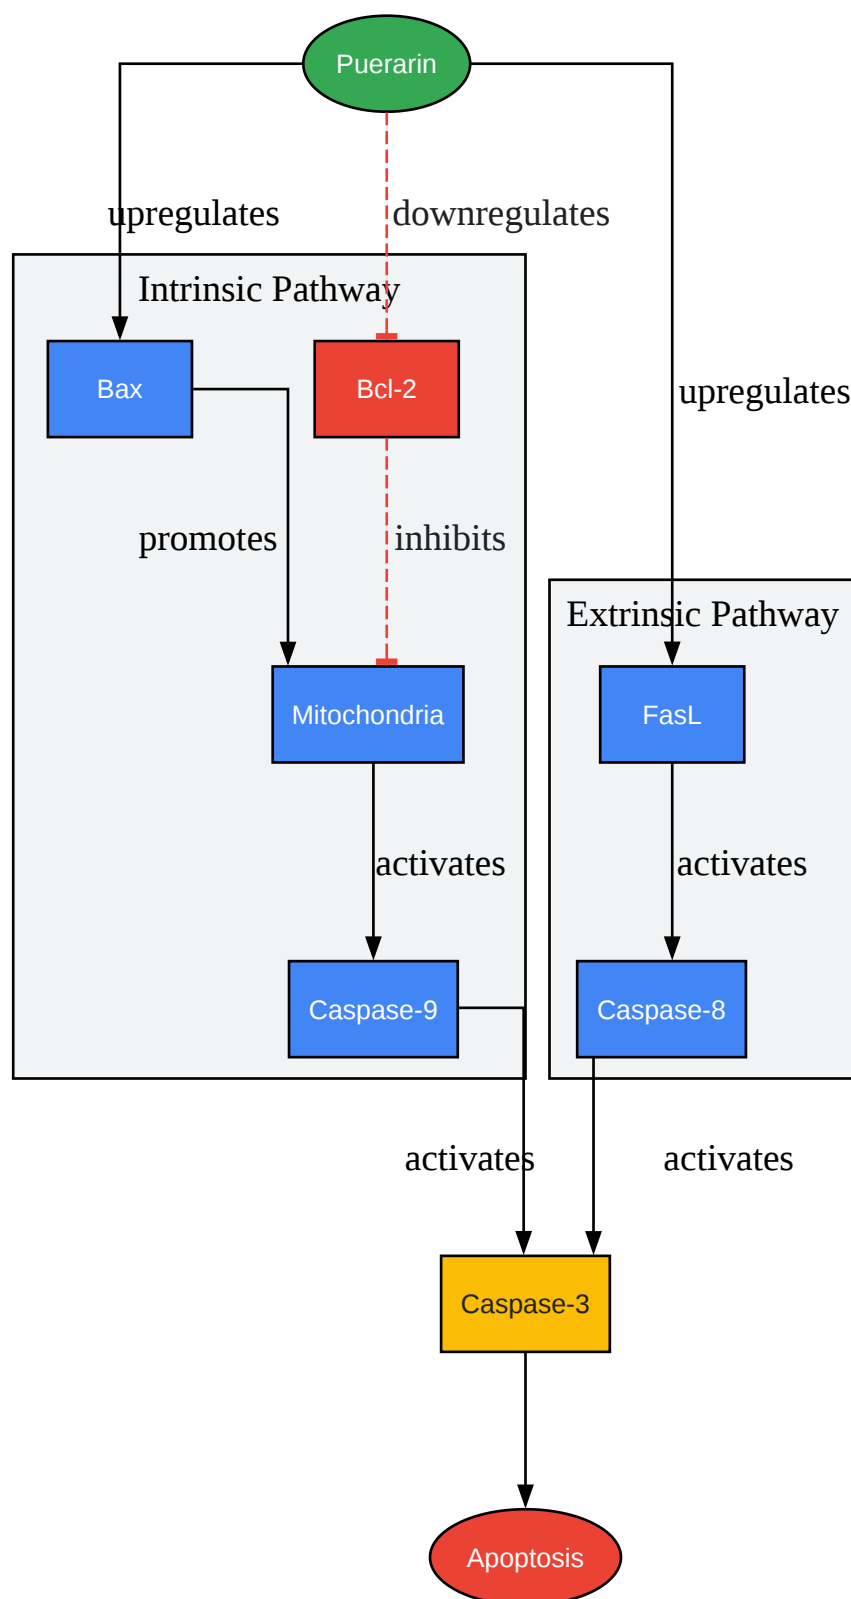 Puerarin
upregulates
downregulates
Intrinsic Pathway
Bax
Bcl-2
upregulates
promotes
inhibits
Extrinsic Pathway
Mitochondria
FasL
activates
activates
Caspase-9
Caspase-8
activates
activates
Caspase-3
Apoptosis